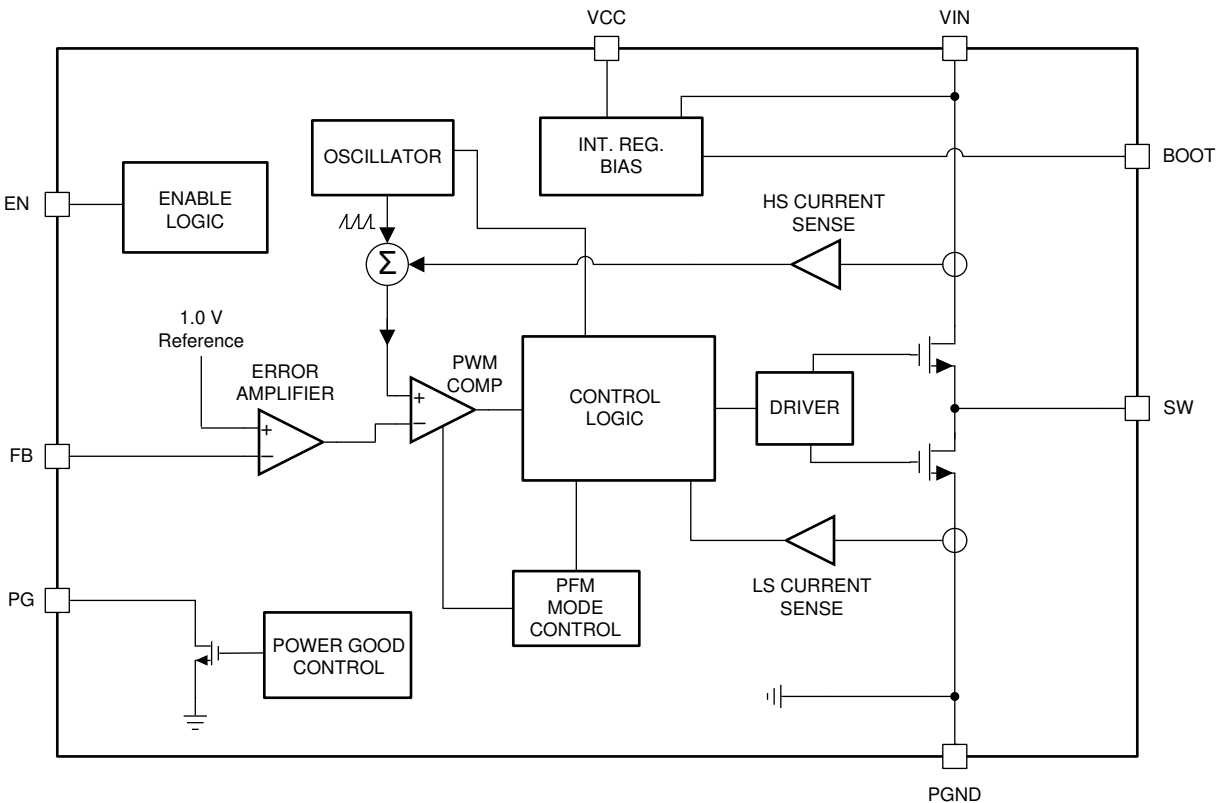 VCC
VIN
OSCILLATOR
INT. REG.
BIAS
BOOT
EN
ENABLE
LOGIC
HS CURRENT
SENSE
Σ
1.0 V
Reference
ERROR
AMPLIFIER
PWM
COMP
+
−
+
−
CONTROL
LOGIC
DRIVER
SW
FB
LS CURRENT
SENSE
PG
PFM
MODE
CONTROL
POWER GOOD
CONTROL
PGND